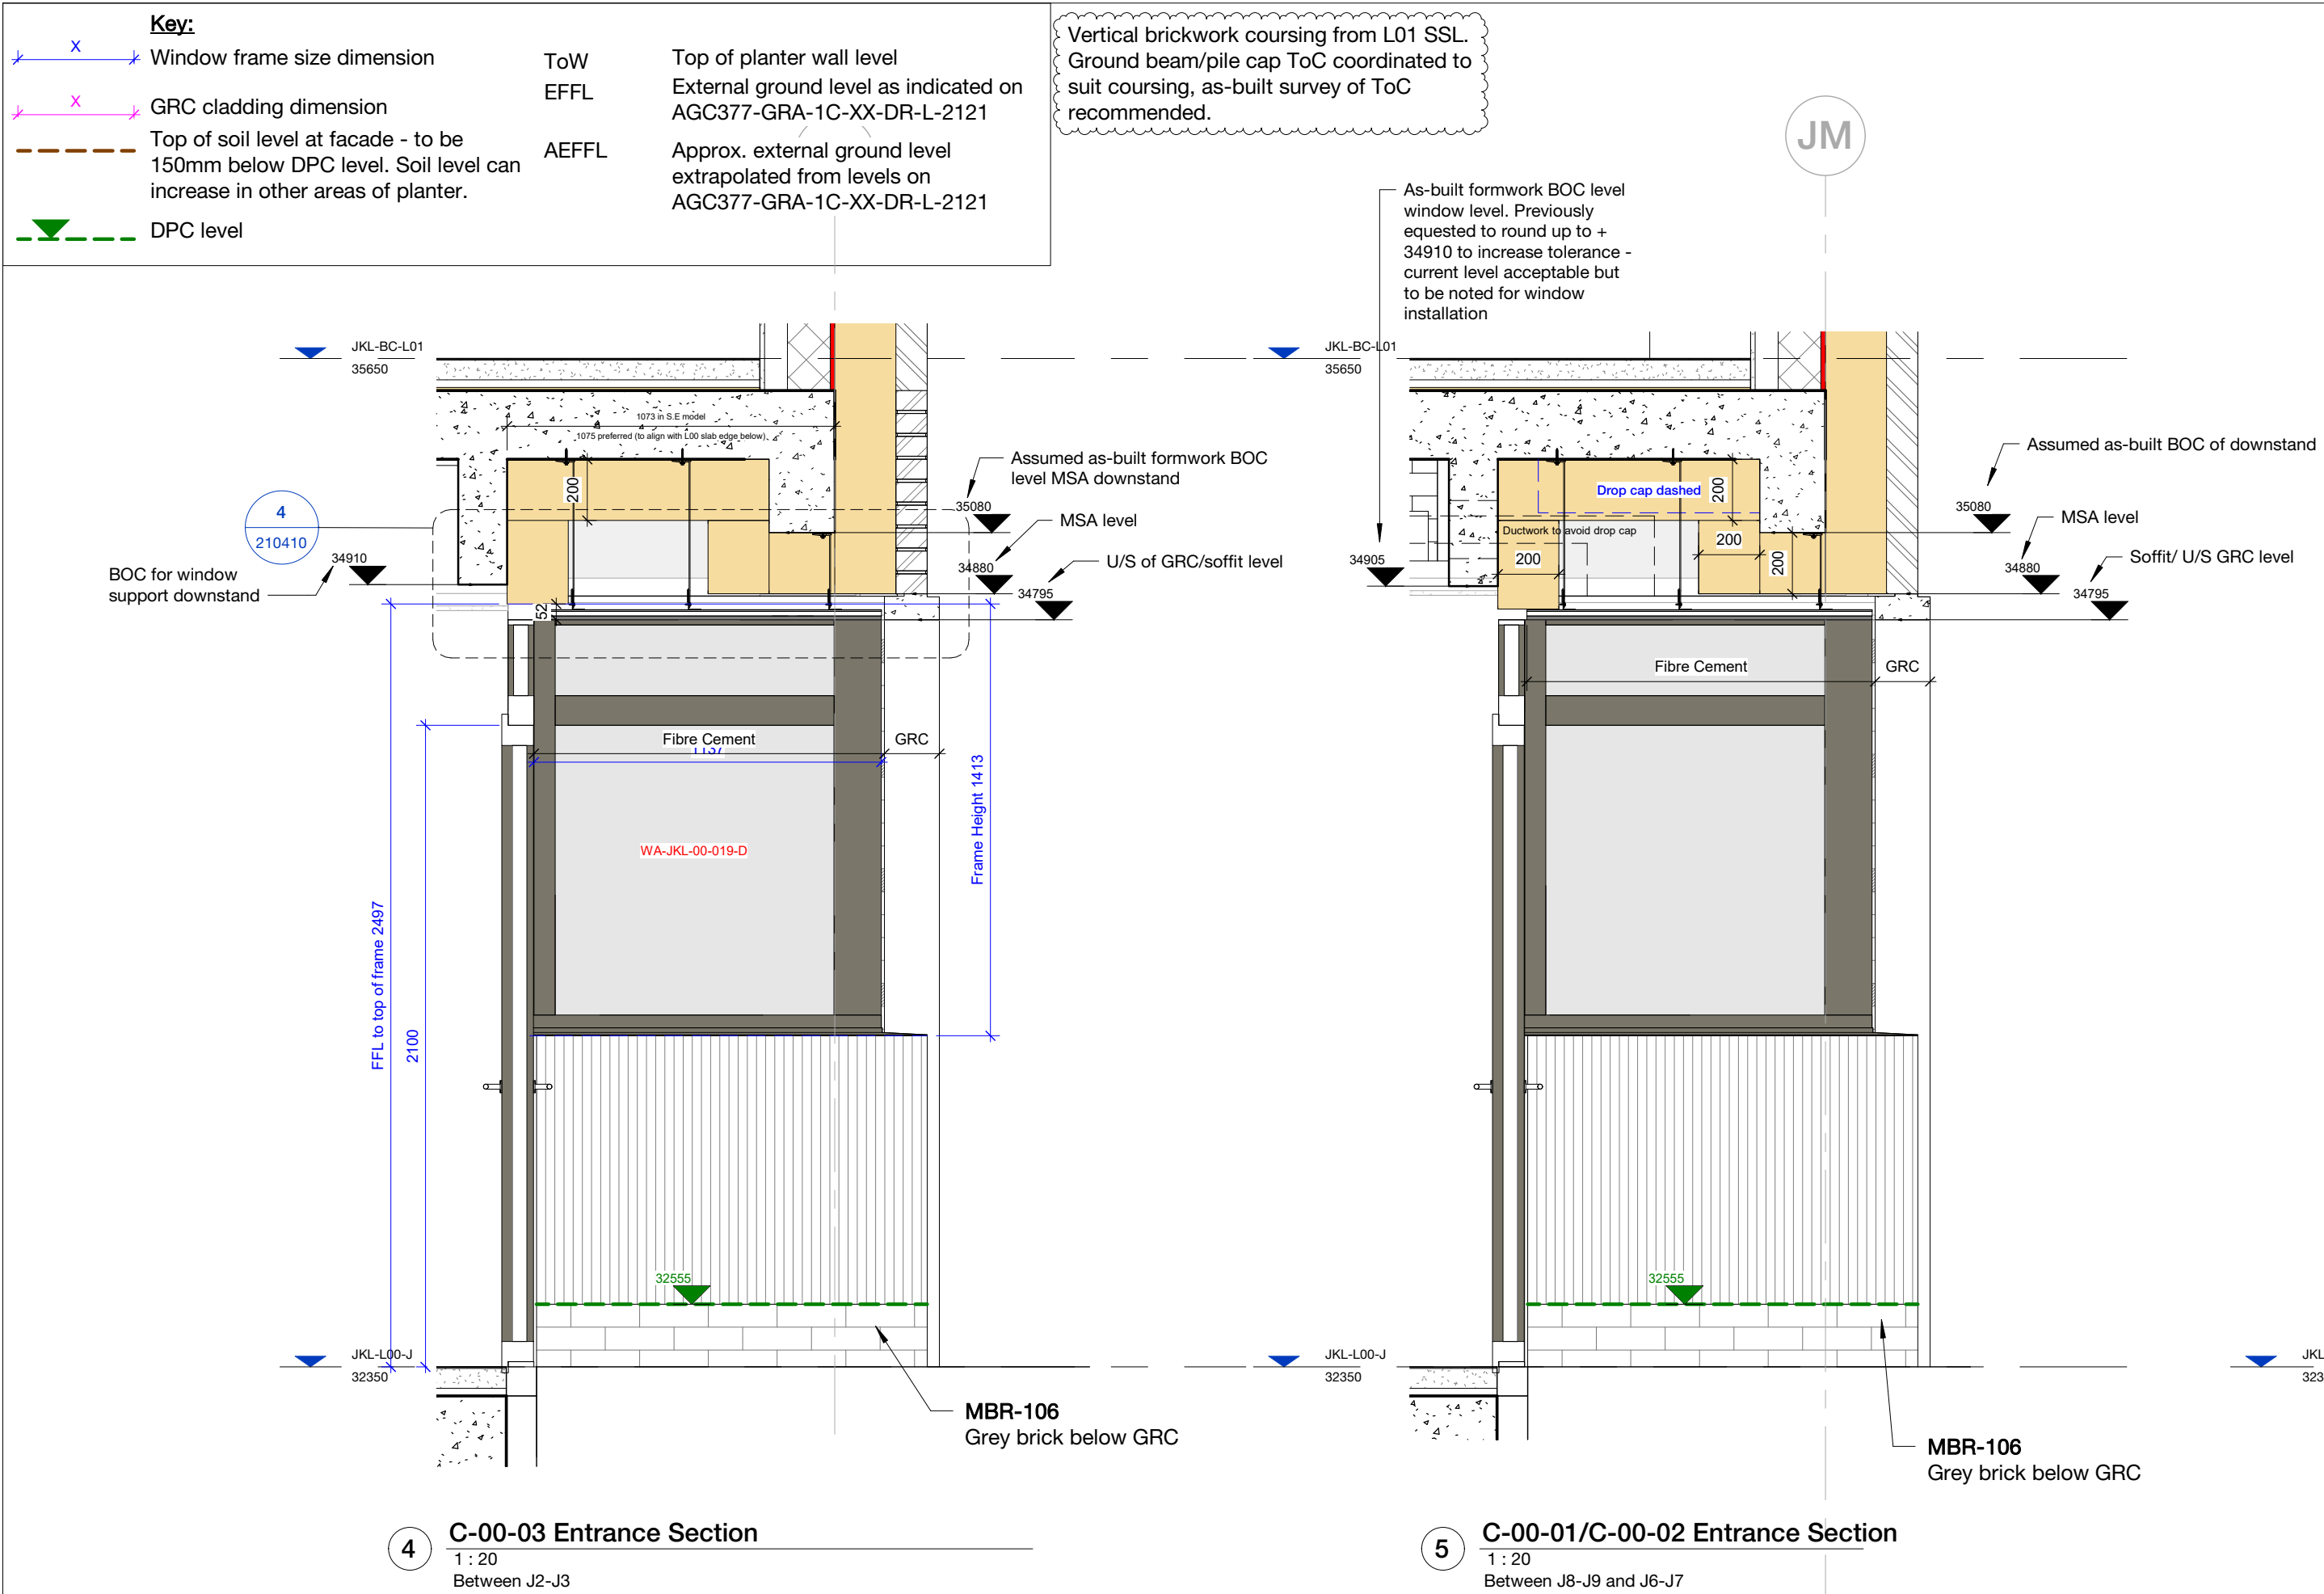 Key:
X
Window frame size dimension
X
GRC cladding dimension
Top of soil level at facade - to be
150mm below DPC level. Soil level can
increase in other areas of planter.
DPC level
ToW
Top of planter wall level
EFFL
External ground level as indicated on
AGC377-GRA-1C-XX-DR-L-2121
AEFFL
Approx. external ground level
extrapolated from levels on
AGC377-GRA-1C-XX-DR-L-2121
Vertical brickwork coursing from L01 SSL.
Ground beam/pile cap ToC coordinated to
suit coursing, as-built survey of ToC
recommended.
JM
As-built formwork BOC level
window level. Previously
equested to round up to +
34910 to increase tolerance -
current level acceptable but
to be noted for window
installation
JKL-BC-L01
35650
1073 in S.E model
1075 preferred (to align with L00 slab edge below)
200
4
210410
34910
BOC for window
support downstand
52
Assumed as-built formwork BOC
level MSA downstand
35080
MSA level
34880
U/S of GRC/soffit level
34795
Fibre Cement
GRC
1137
Frame Height 1413
WA-JKL-00-019-D
FFL to top of frame 2497
2100
32555
JKL-L00-J
32350
MBR-106
Grey brick below GRC
4
C-00-03 Entrance Section
1 : 20
Between J2-J3
JKL-BC-L01
35650
Drop cap dashed
200
Ductwork to avoid drop cap
200
200
200
34905
Assumed as-built BOC of downstand
35080
MSA level
34880
Soffit/ U/S GRC level
34795
Fibre Cement
GRC
32555
JKL-L00-J
32350
JKL
323
MBR-106
Grey brick below GRC
5
C-00-01/C-00-02 Entrance Section
1 : 20
Between J8-J9 and J6-J7